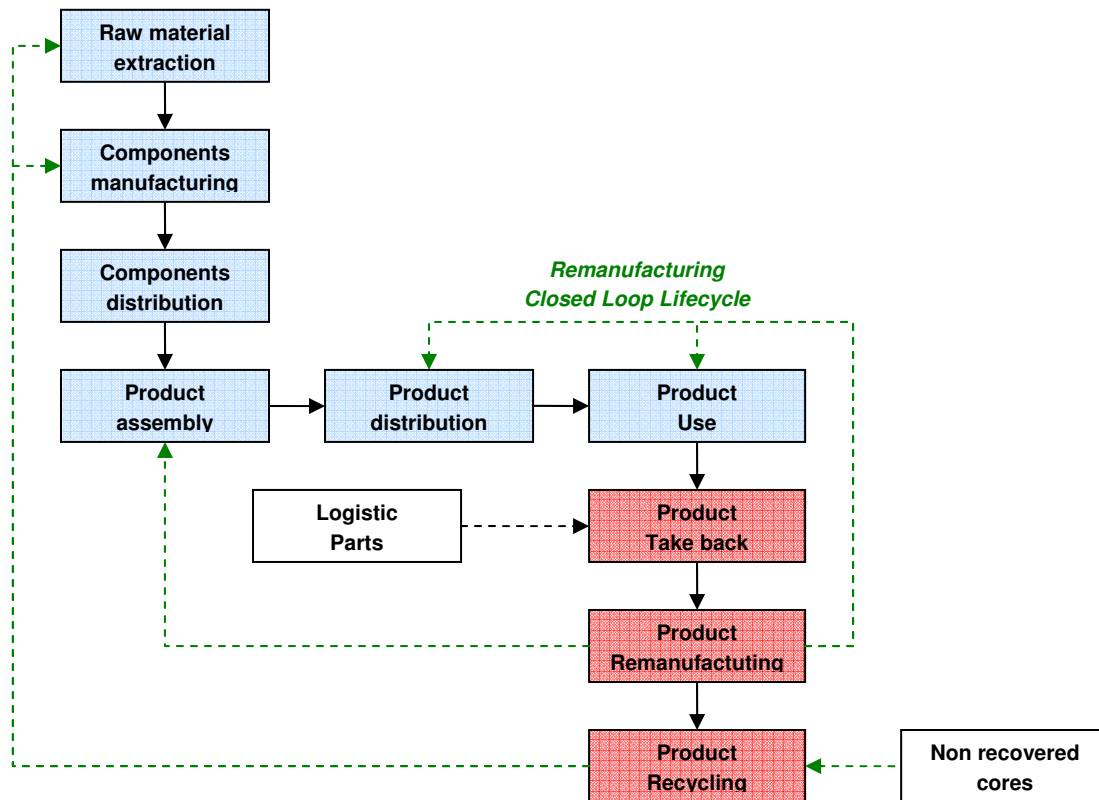 Raw material
extraction
Components
manufacturing
Components
distribution
Remanufacturing
Closed Loop Lifecycle
Product
assembly
Product
distribution
Product
Use
Logistic
Parts
Product
Take back
Product
Remanufactuting
Product
Recycling
Non recovered
cores